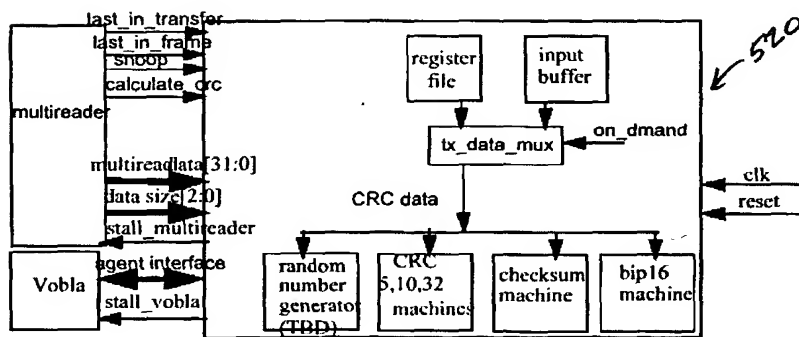 last_in_transfer
last_in_frame
snoop
calculate_crc
multireader
multireadata[31:0]
data size[2:0]
stall_multireader
agent interface
Vobla
stall_vobla
register
file
input
buffer
on_dmand
tx_data_mux
CRC data
random
number
generator
(TBD)
CRC
5,10,32
machines
checksum
machine
bip16
machine
520
clk
reset